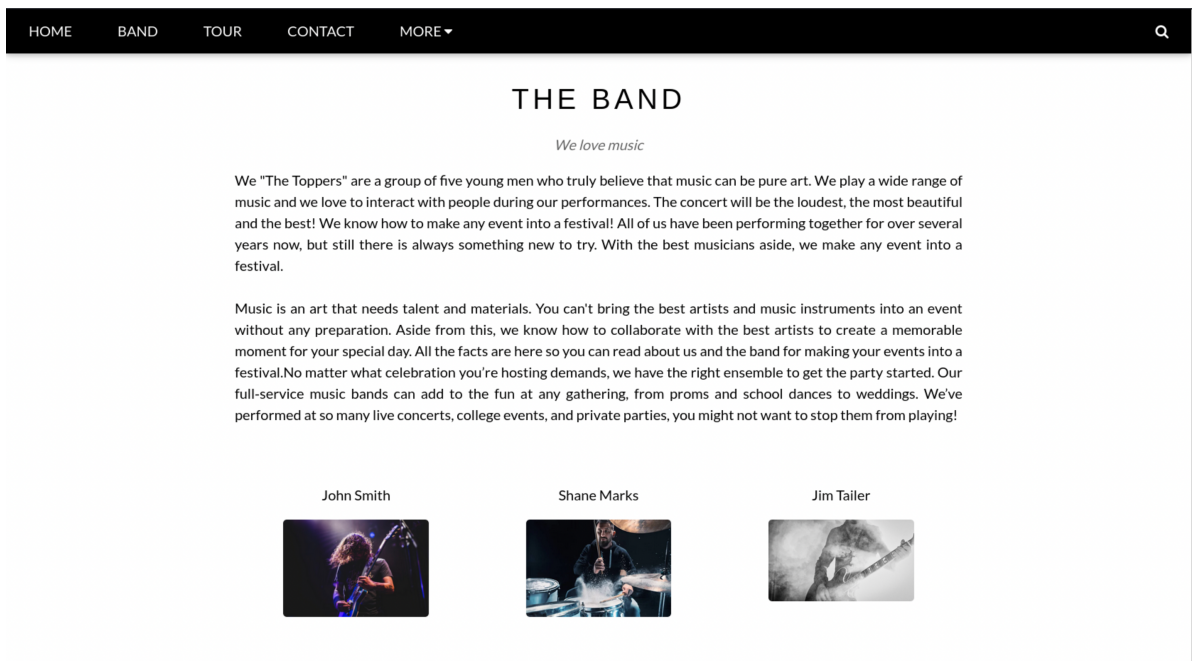 HOME BAND TOUR CONTACT MORE
THE BAND
We love music
We "The Toppers" are a group of five young men who truly believe that music can be pure art. We play a wide range of
music and we love to interact with people during our performances. The concert will be the loudest, the most beautiful
and the best! We know how to make any event into a festival! All of us have been performing together for over several
years now, but still there is always something new to try. With the best musicians aside, we make any event into a
festival.
Music is an art that needs talent and materials. You can't bring the best artists and music instruments into an event
without any preparation. Aside from this, we know how to collaborate with the best artists to create a memorable
moment for your special day. All the facts are here so you can read about us and the band for making your events into a
festival.No matter what celebration you’re hosting demands, we have the right ensemble to get the party started. Our
full-service music bands can add to the fun at any gathering, from proms and school dances to weddings. We’ve
performed at so many live concerts, college events, and private parties, you might not want to stop them from playing!
John Smith Shane Marks Jim Tailer